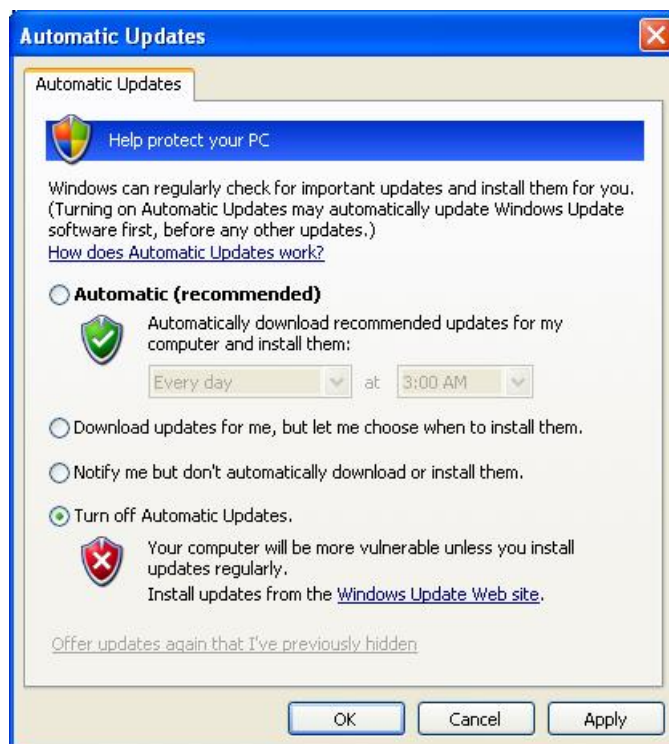 Automatic Updates
Automatic Updates
Help protect your PC
Windows can regularly check for important updates and install them for you.
(Turning on Automatic Updates may automatically update Windows Update
software first, before any other updates.)
How does Automatic Updates work?
Automatic (recommended)
Automatically download recommended updates for my
computer and install them:
Every day at 3:00 AM
Download updates for me, but let me choose when to install them.
Notify me but don't automatically download or install them.
Turn off Automatic Updates.
Your computer will be more vulnerable unless you install
updates regularly.
Install updates from the Windows Update Web site.
Offer updates again that I've previously hidden
OK Cancel Apply